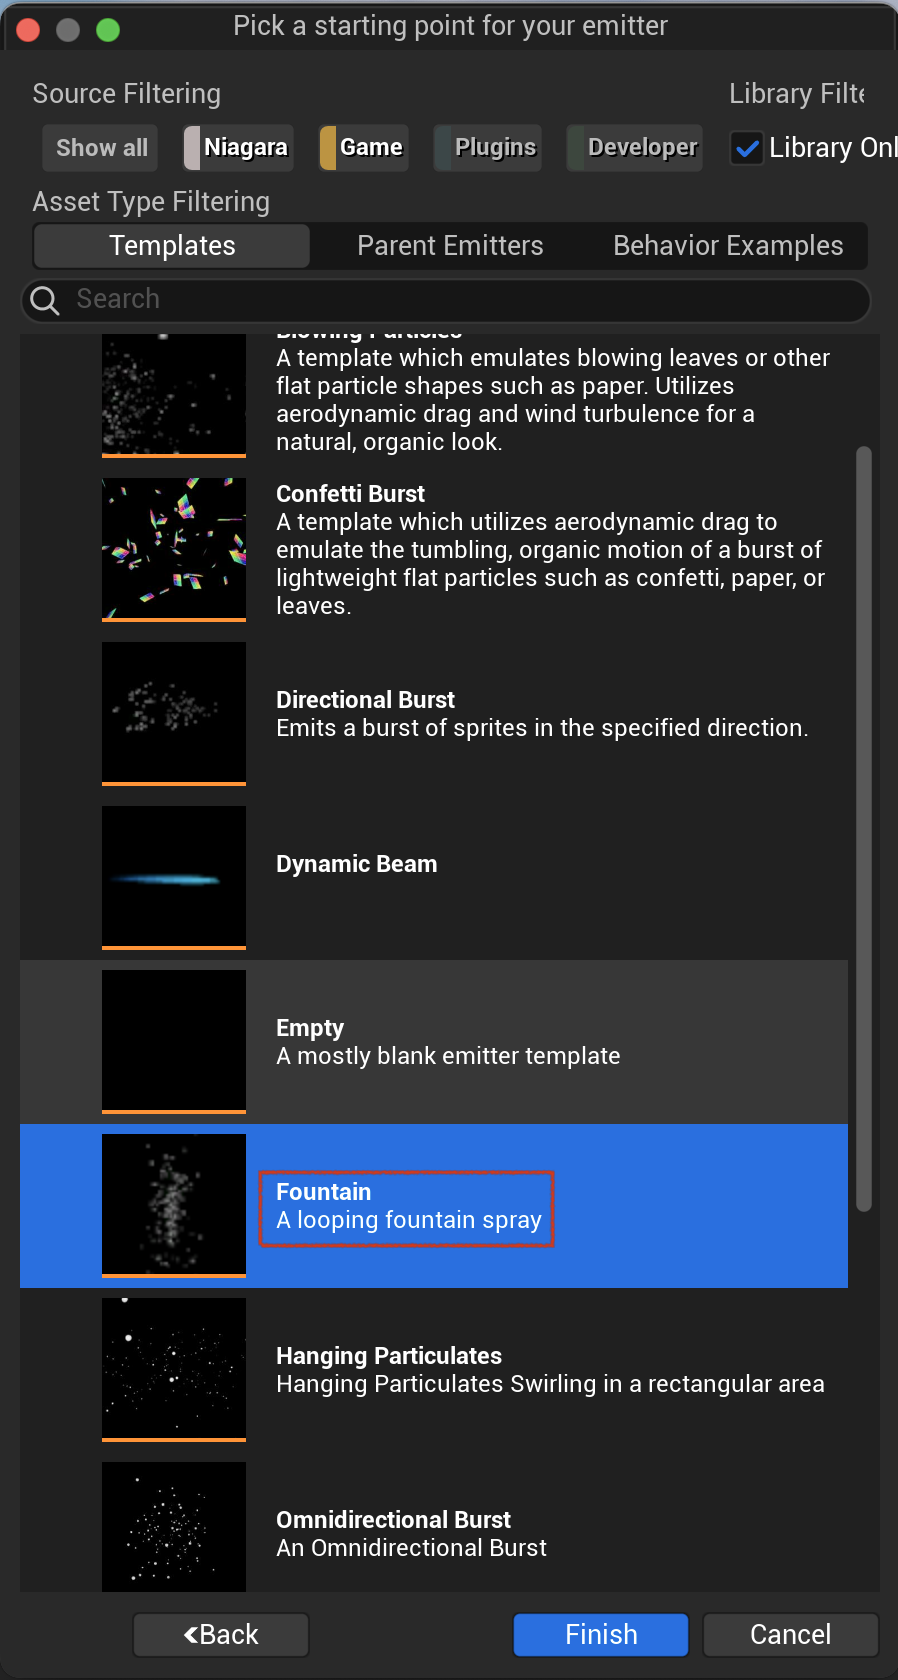 Pick a starting point for your emitter
Source Filtering
Library Filte
Show all
Niagara
Game
Plugins
Developer
Library Onl
Asset Type Filtering
Templates
Parent Emitters
Behavior Examples
Search
Blowing Particles
A template which emulates blowing leaves or other
flat particle shapes such as paper. Utilizes
aerodynamic drag and wind turbulence for a
natural, organic look.
Confetti Burst
A template which utilizes aerodynamic drag to
emulate the tumbling, organic motion of a burst of
lightweight flat particles such as confetti, paper, or
leaves.
Directional Burst
Emits a burst of sprites in the specified direction.
Dynamic Beam
Empty
A mostly blank emitter template
Fountain
A looping fountain spray
Hanging Particulates
Hanging Particulates Swirling in a rectangular area
Omnidirectional Burst
An Omnidirectional Burst
Back
Finish
Cancel